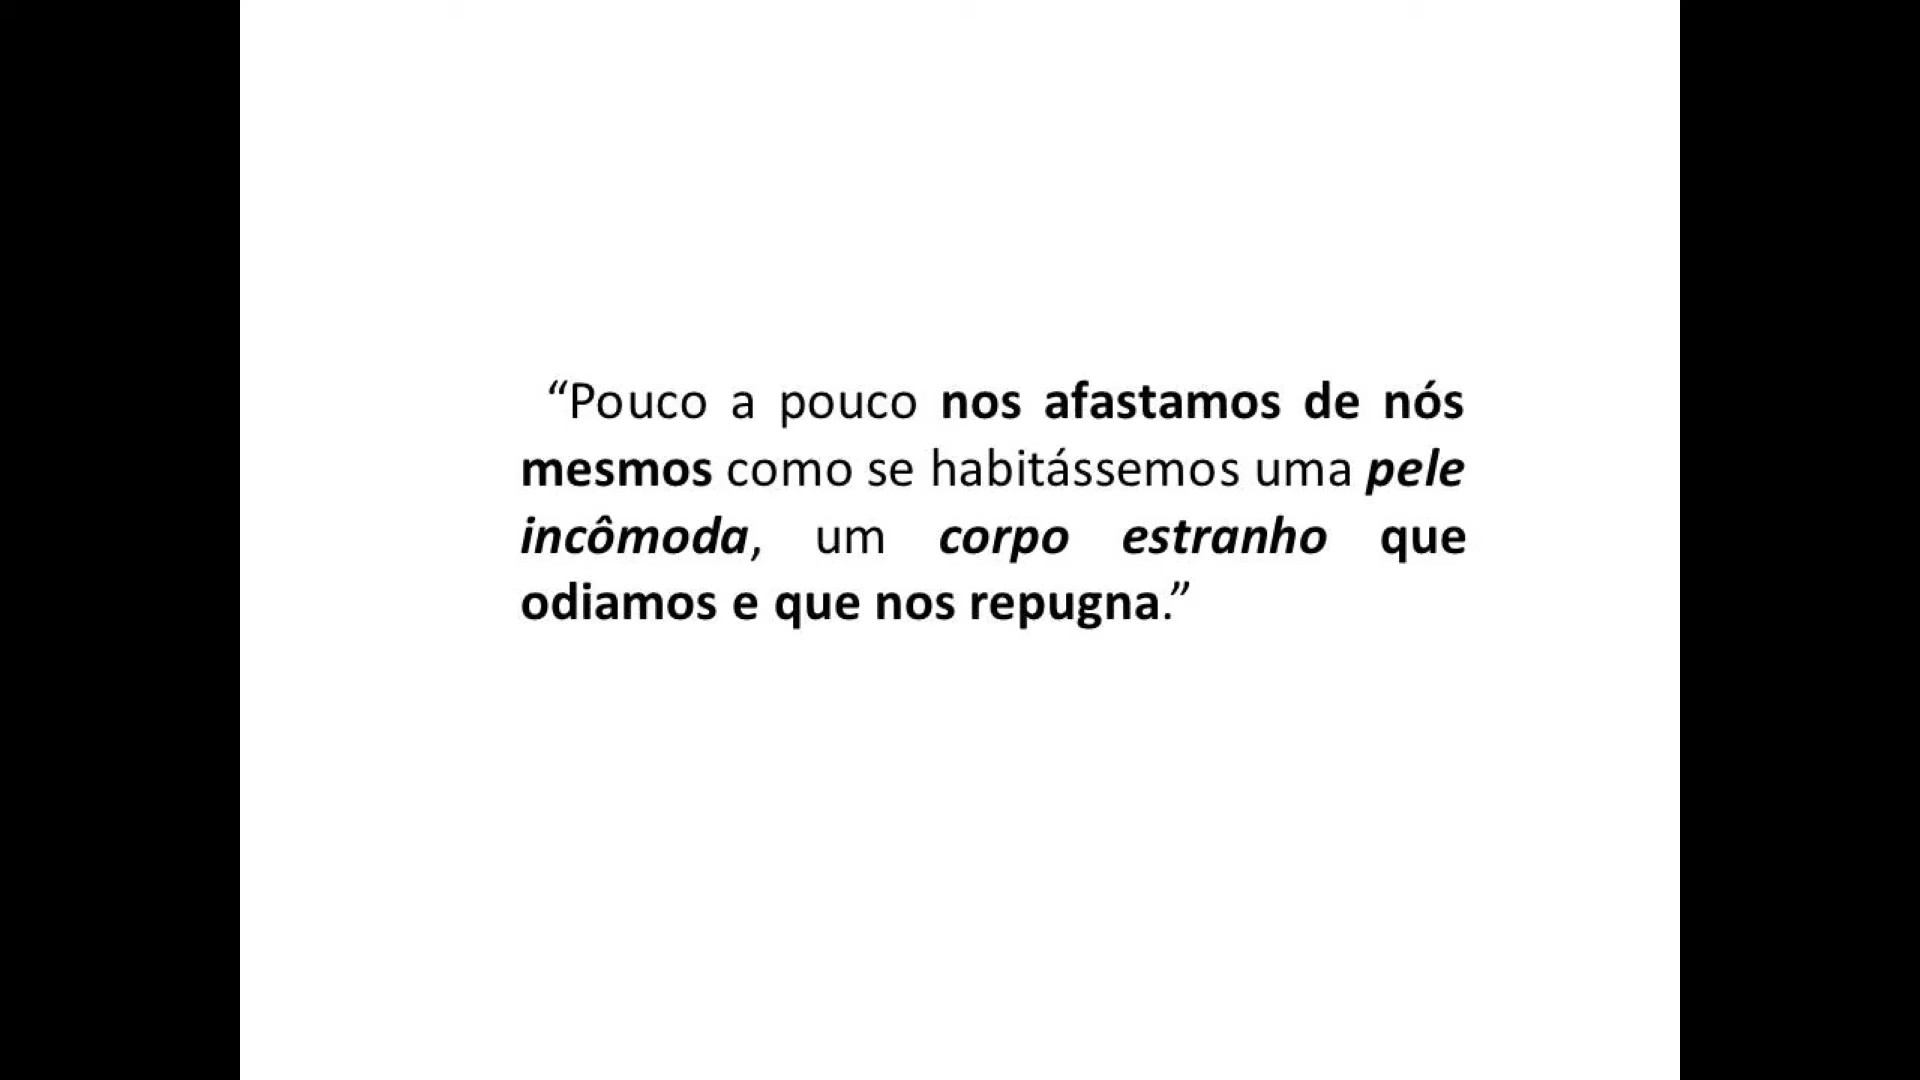 “Pouco a pouco nos afastamos de nós
mesmos como se habitássemos uma pele
incômoda, um corpo estranho que
odiamos e que nos repugna.”